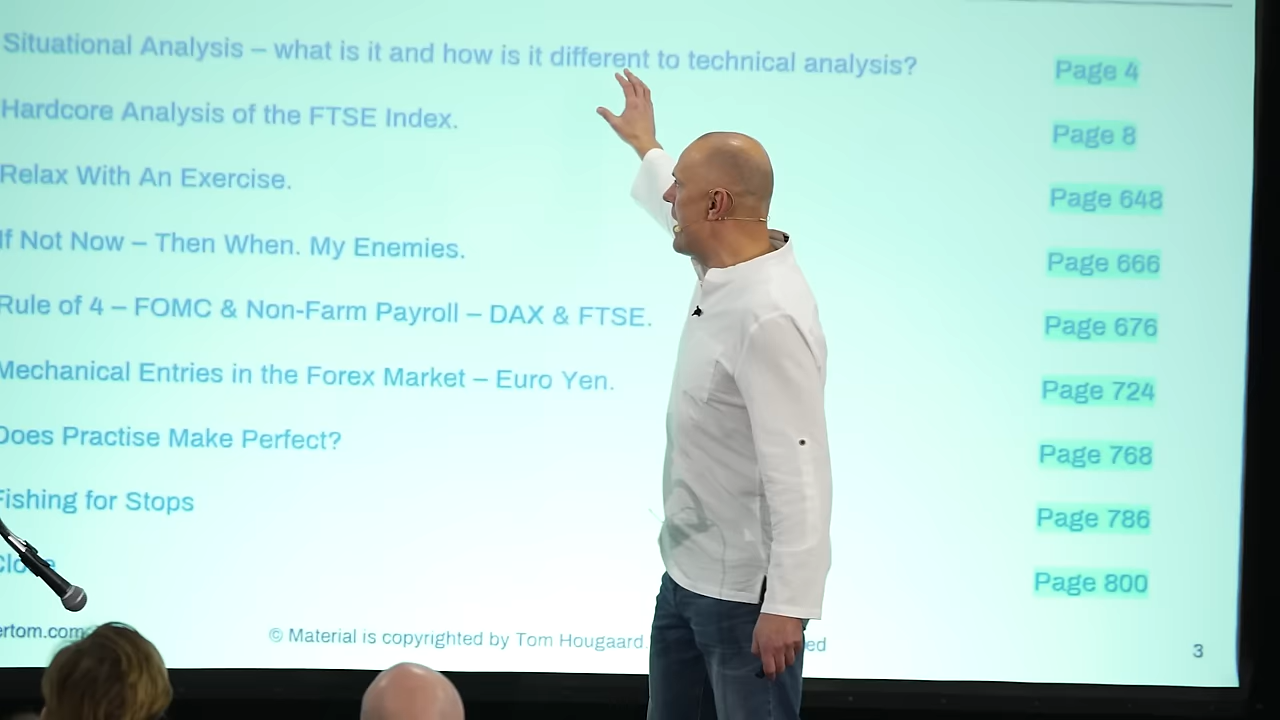 Situational Analysis – what is it and how is it different to technical analysis? Page 4
Hardcore Analysis of the FTSE Index. Page 8
Relax With An Exercise. Page 648
If Not Now – Then When. My Enemies. Page 666
Rule of 4 – FOMC & Non-Farm Payroll – DAX & FTSE. Page 676
Mechanical Entries in the Forex Market – Euro Yen. Page 724
Does Practise Make Perfect? Page 768
Fishing for Stops Page 786
Page 800
ertom.com © Material is copyrighted by Tom Hougaard. ed 3